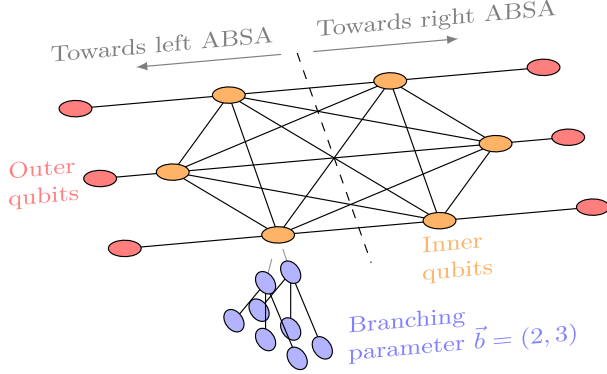 Towards left ABSA
Towards right ABSA
Outer
qubits
Inner
qubits
Branching
parameter $\vec{b} = (2, 3)$